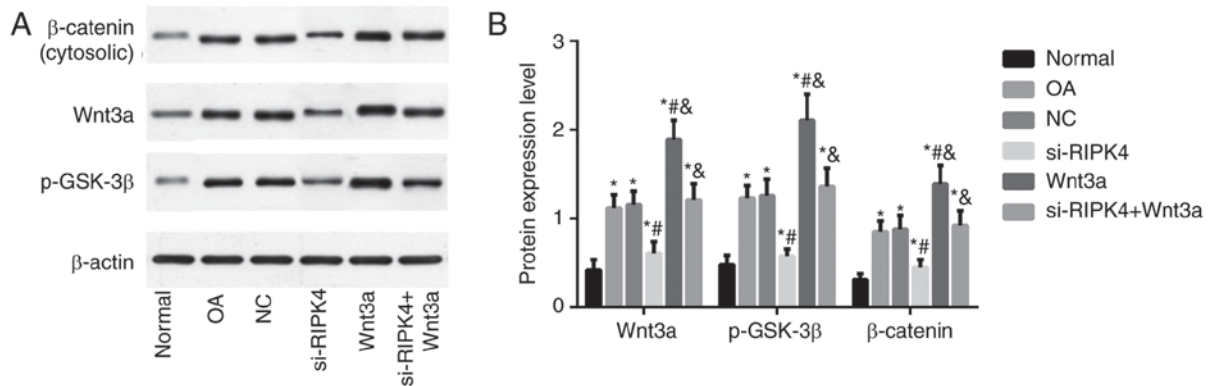 A
β-catenin
(cytosolic)
Wnt3a
p-GSK-3β
β-actin
Normal
OA
NC
si-RIPK4
Wnt3a
si-RIPK4+
Wnt3a
B
Protein expression level
3
2
1
0
* * *# *#& *&
* * *# *#& *&
* * *# *#& *&
Wnt3a
p-GSK-3β
β-catenin
Normal
OA
NC
si-RIPK4
Wnt3a
si-RIPK4+Wnt3a